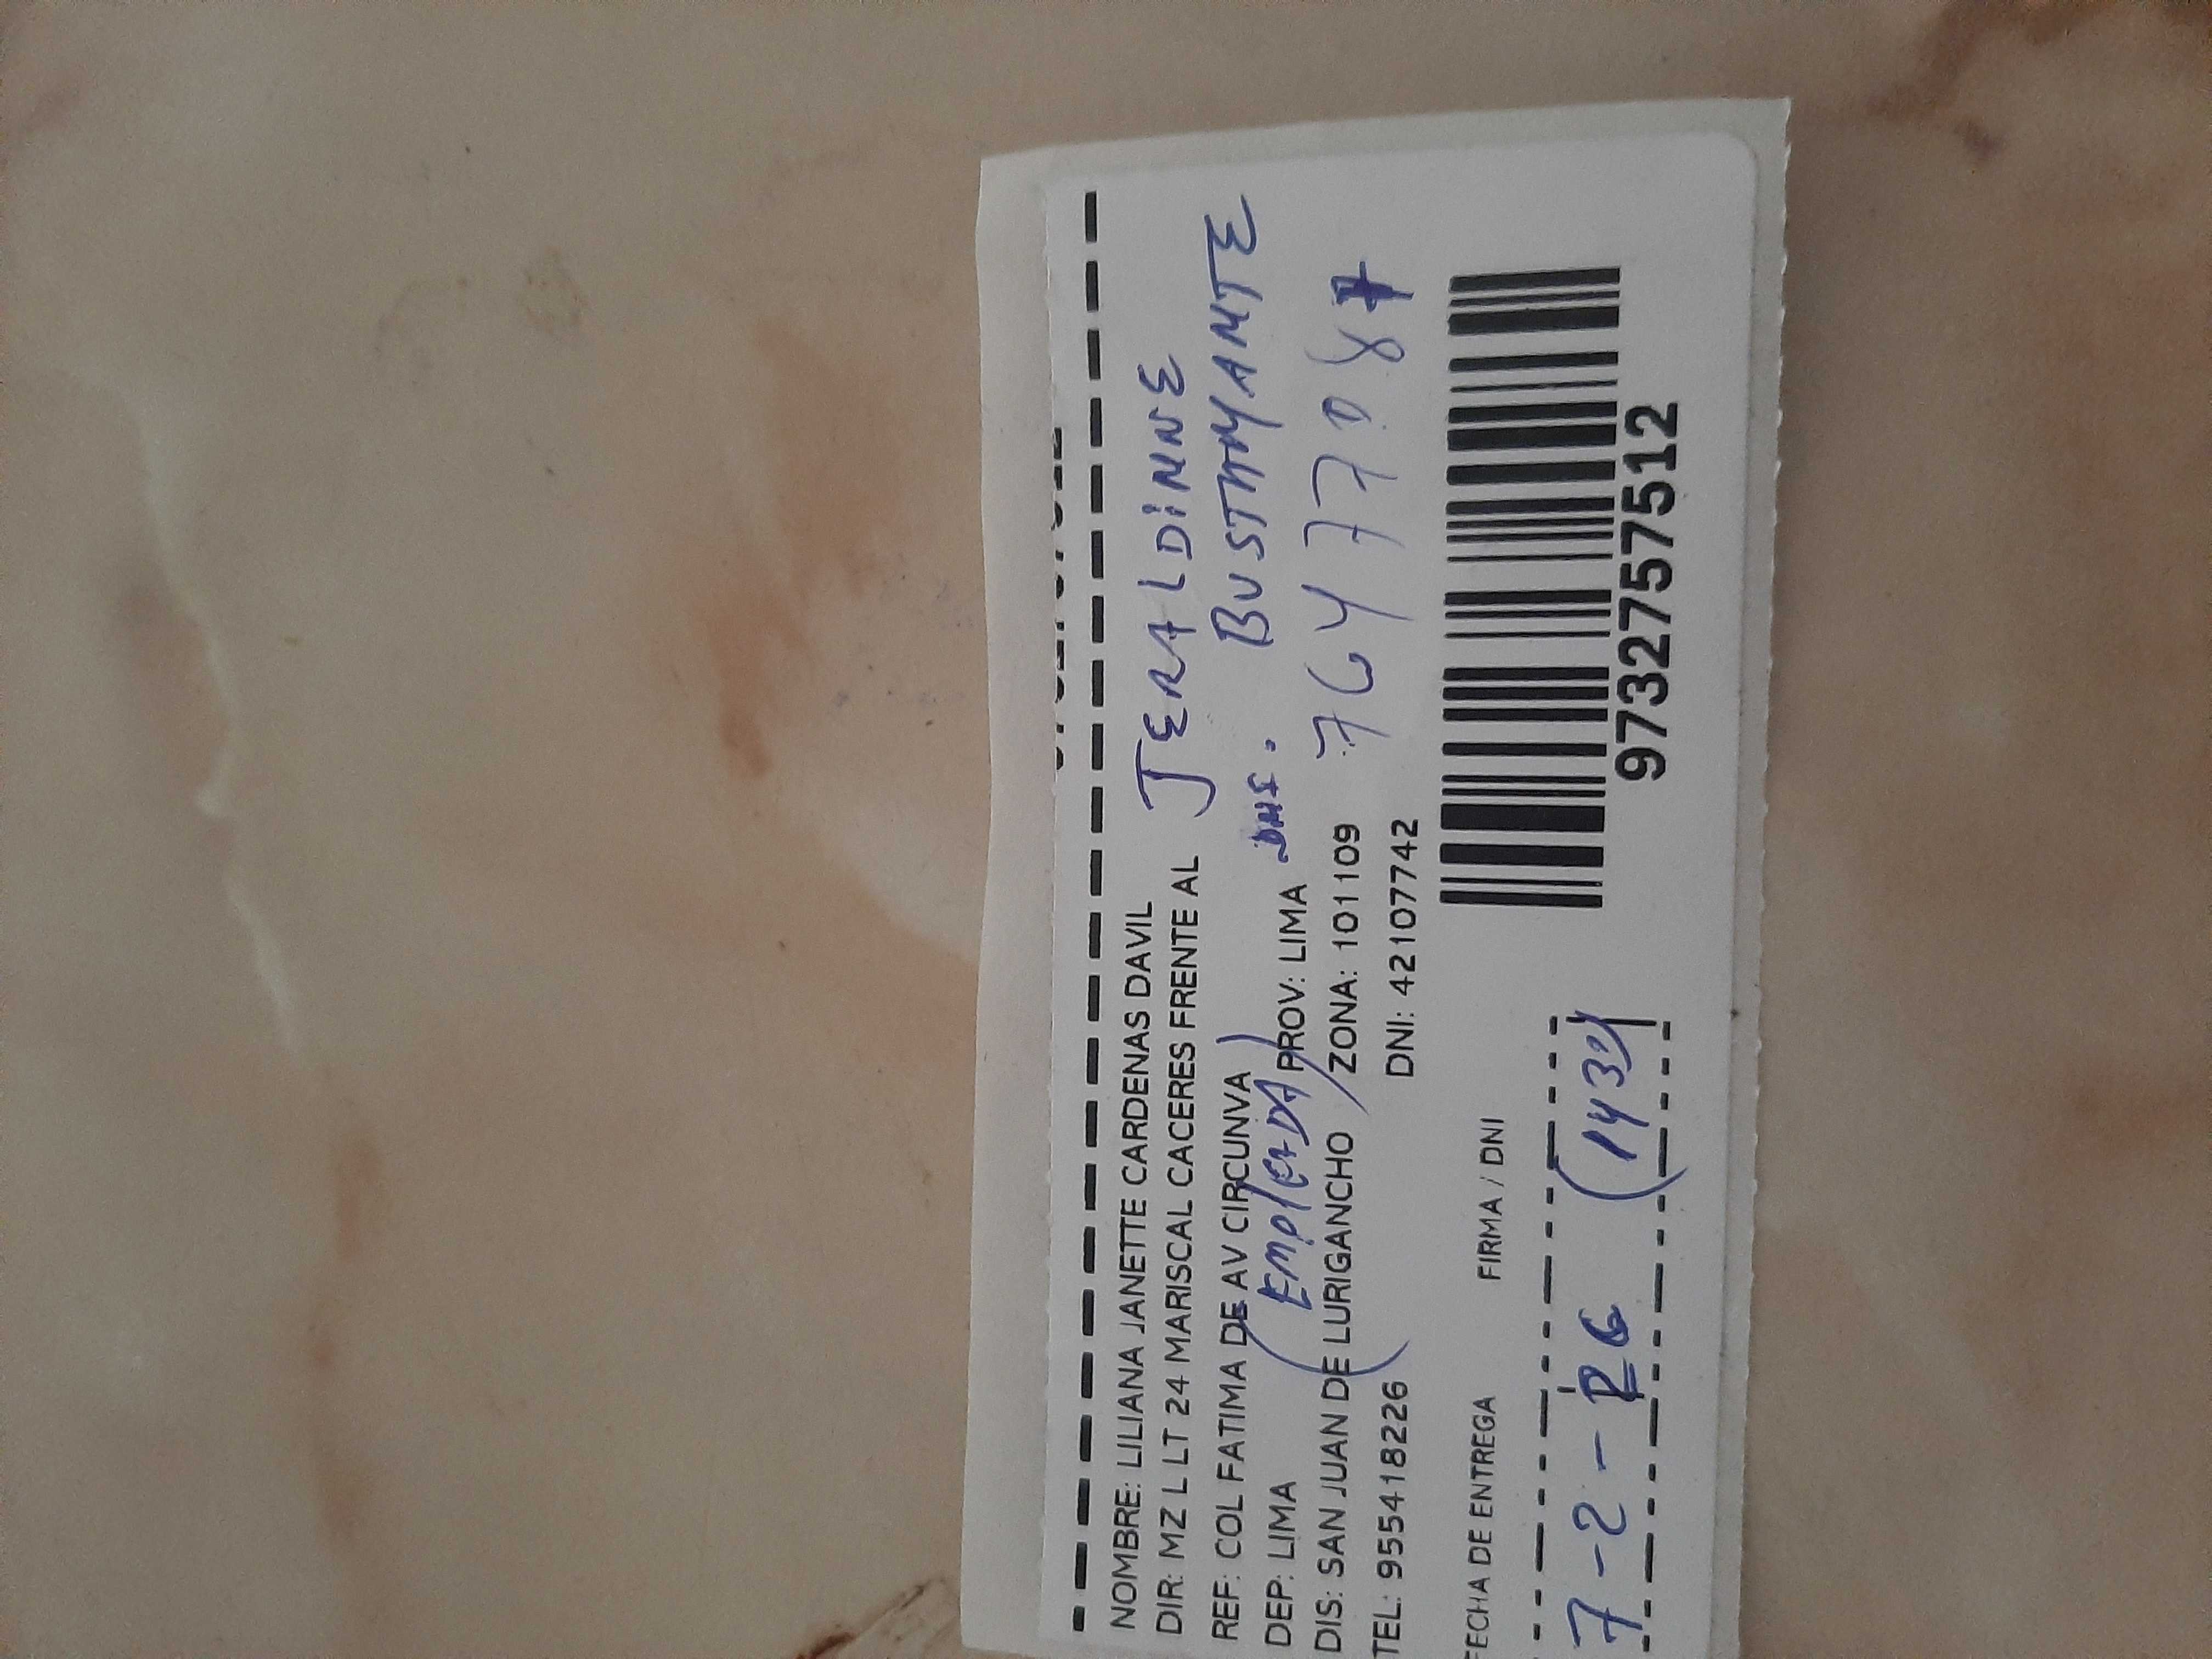 NOMBRE: LILIANA JANETTE CARDENAS DAVIL
DIR: MZ L LT 24 MARISCAL CACERES FRENTE AL
JERALDINNE
REF: COL FATIMA DE AV CIRCUNVA
BUSTAMANTE
DEP: LIMA (EMPLEADA) PROV: LIMA DNI.
DIS: SAN JUAN DE LURIGANCHO ZONA: 101109
76477087
TEL: 955418226 DNI: 42107742
FECHA DE ENTREGA FIRMA / DNI
9732757512
7-2-26 (1430)